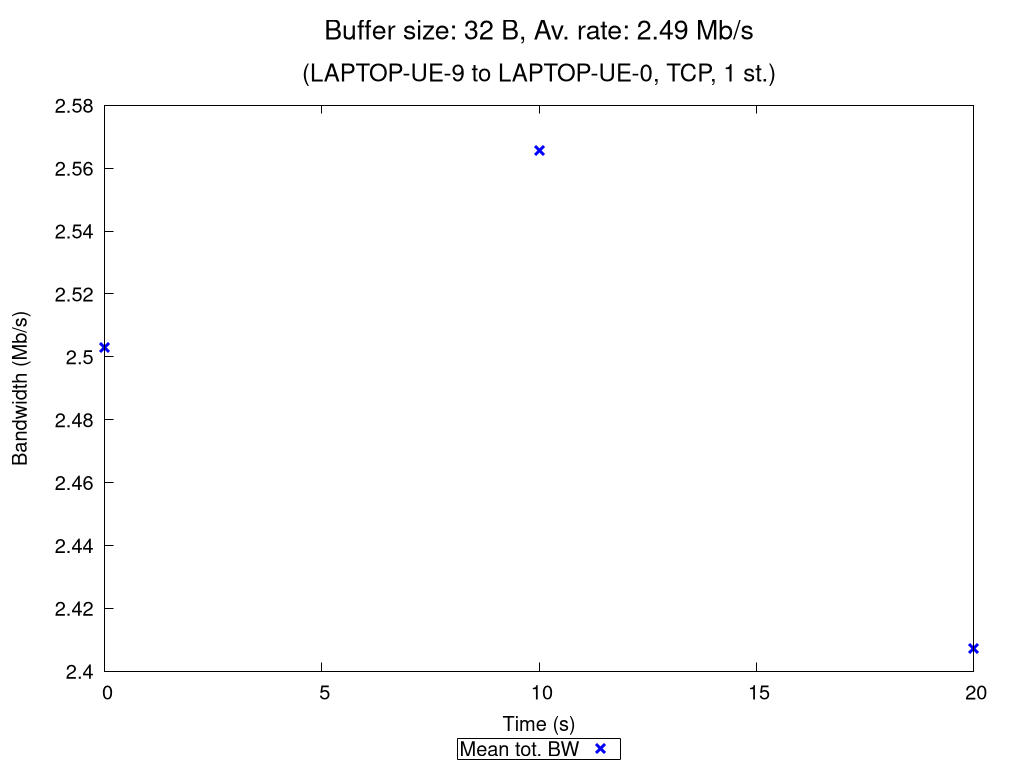 Buffer size: 32 B, Av. rate: 2.49 Mb/s
(LAPTOP-UE-9 to LAPTOP-UE-0, TCP, 1 st.)
2.58
2.56
2.54
2.52
2.5
2.48
2.46
2.44
2.42
2.4
Bandwidth (Mb/s)
0 5 10 15 20
Time (s)
Mean tot. BW